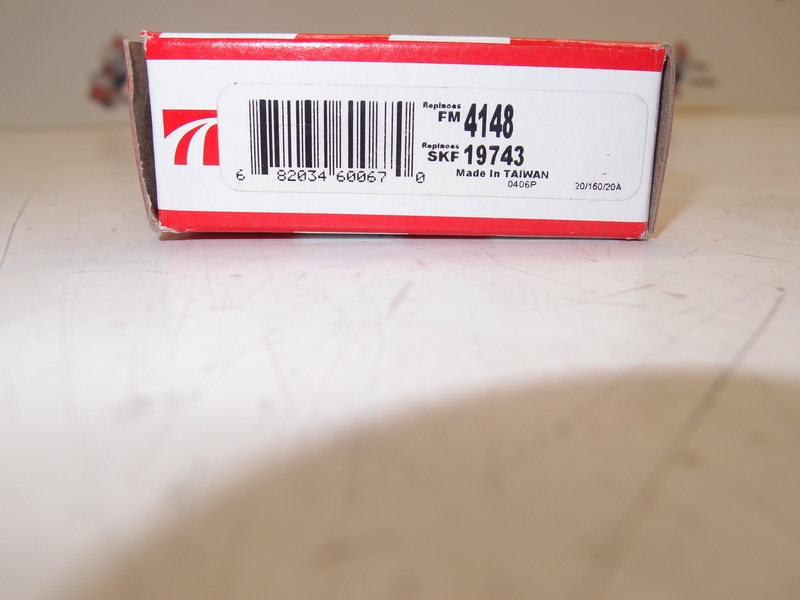 Replaces
FM 4148
Replaces
SKF 19743
Made In TAIWAN
0406P 20/160/20A
6 82034 60067 0